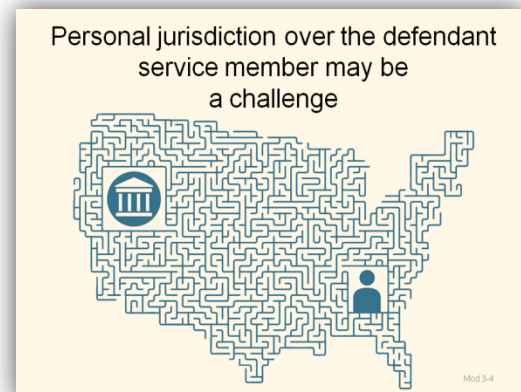 Personal jurisdiction over the defendant
service member may be
a challenge
Mod 3-4